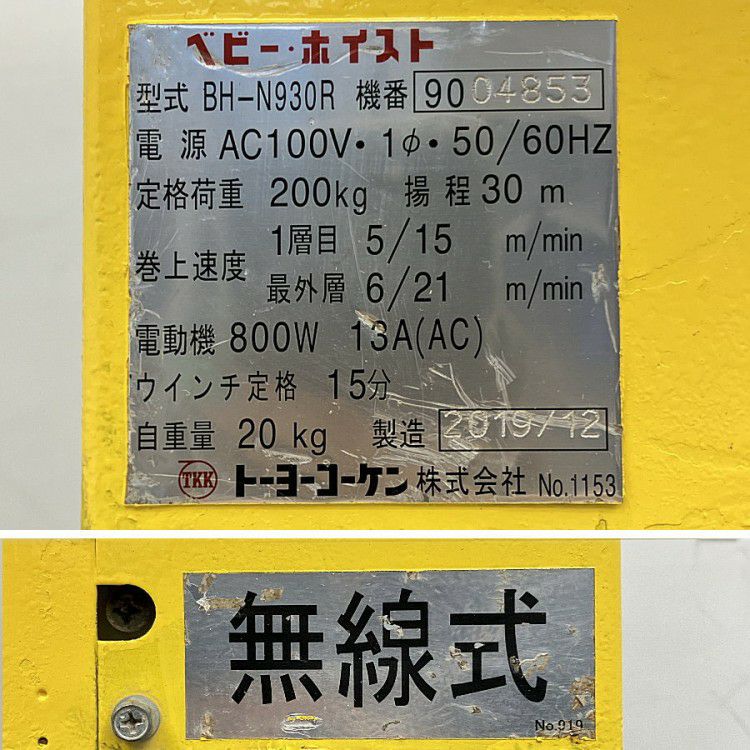 ベビー・ホイスト
型式 BH-N930R 機番 9004853
電源 AC100V・1φ・50/60HZ
定格荷重 200kg 揚程 30 m
巻上速度 1層目 5/15 m/min
最外層 6/21 m/min
電動機 800W 13A(AC)
ウインチ定格 15分
自重量 20 kg 製造 2019/12
TKK トーヨーコーケン 株式会社 No.1153
無線式
No.919